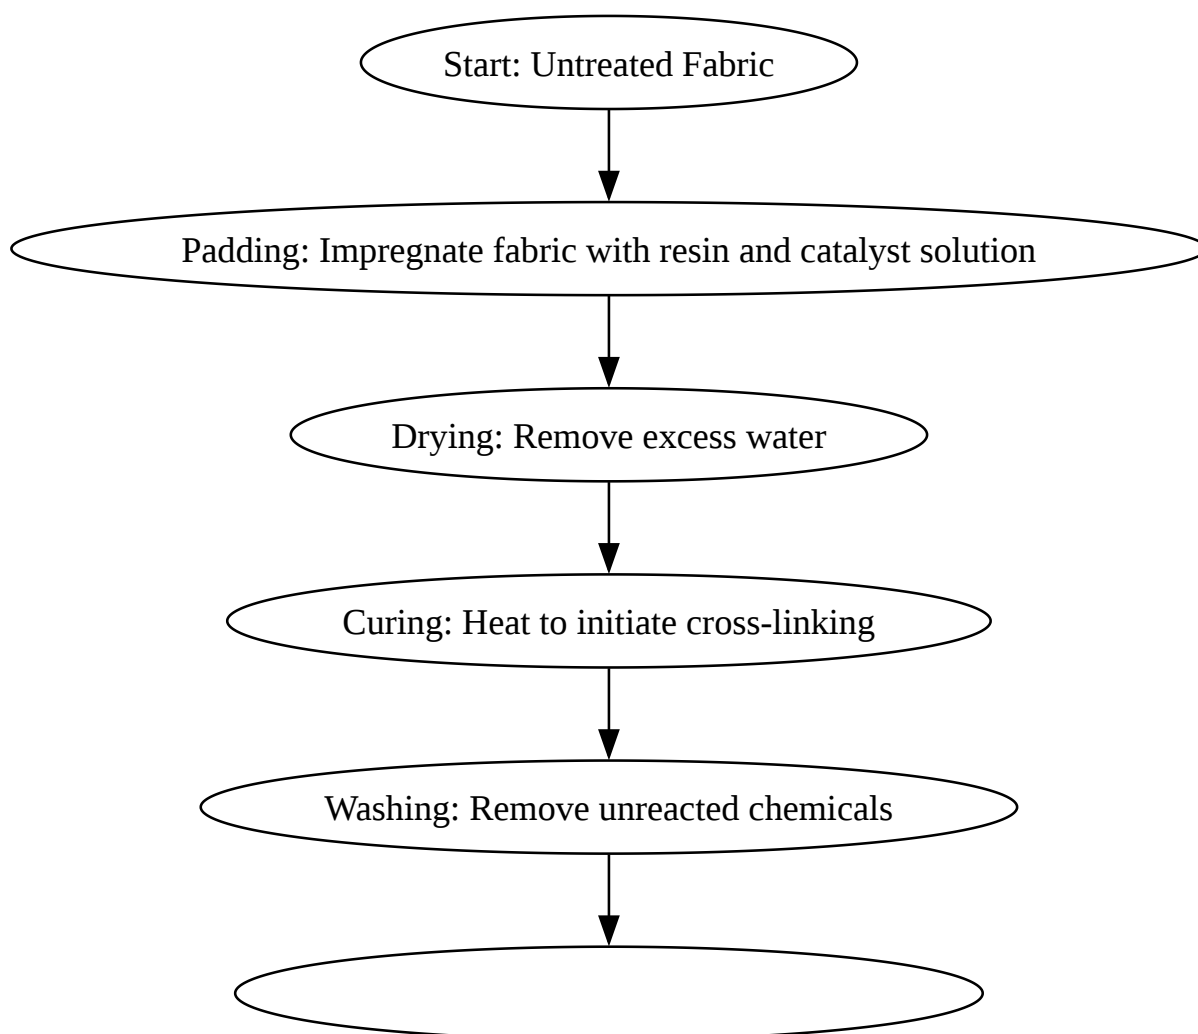 Start: Untreated Fabric
Padding: Impregnate fabric with resin and catalyst solution
Drying: Remove excess water
Curing: Heat to initiate cross-linking
Washing: Remove unreacted chemicals